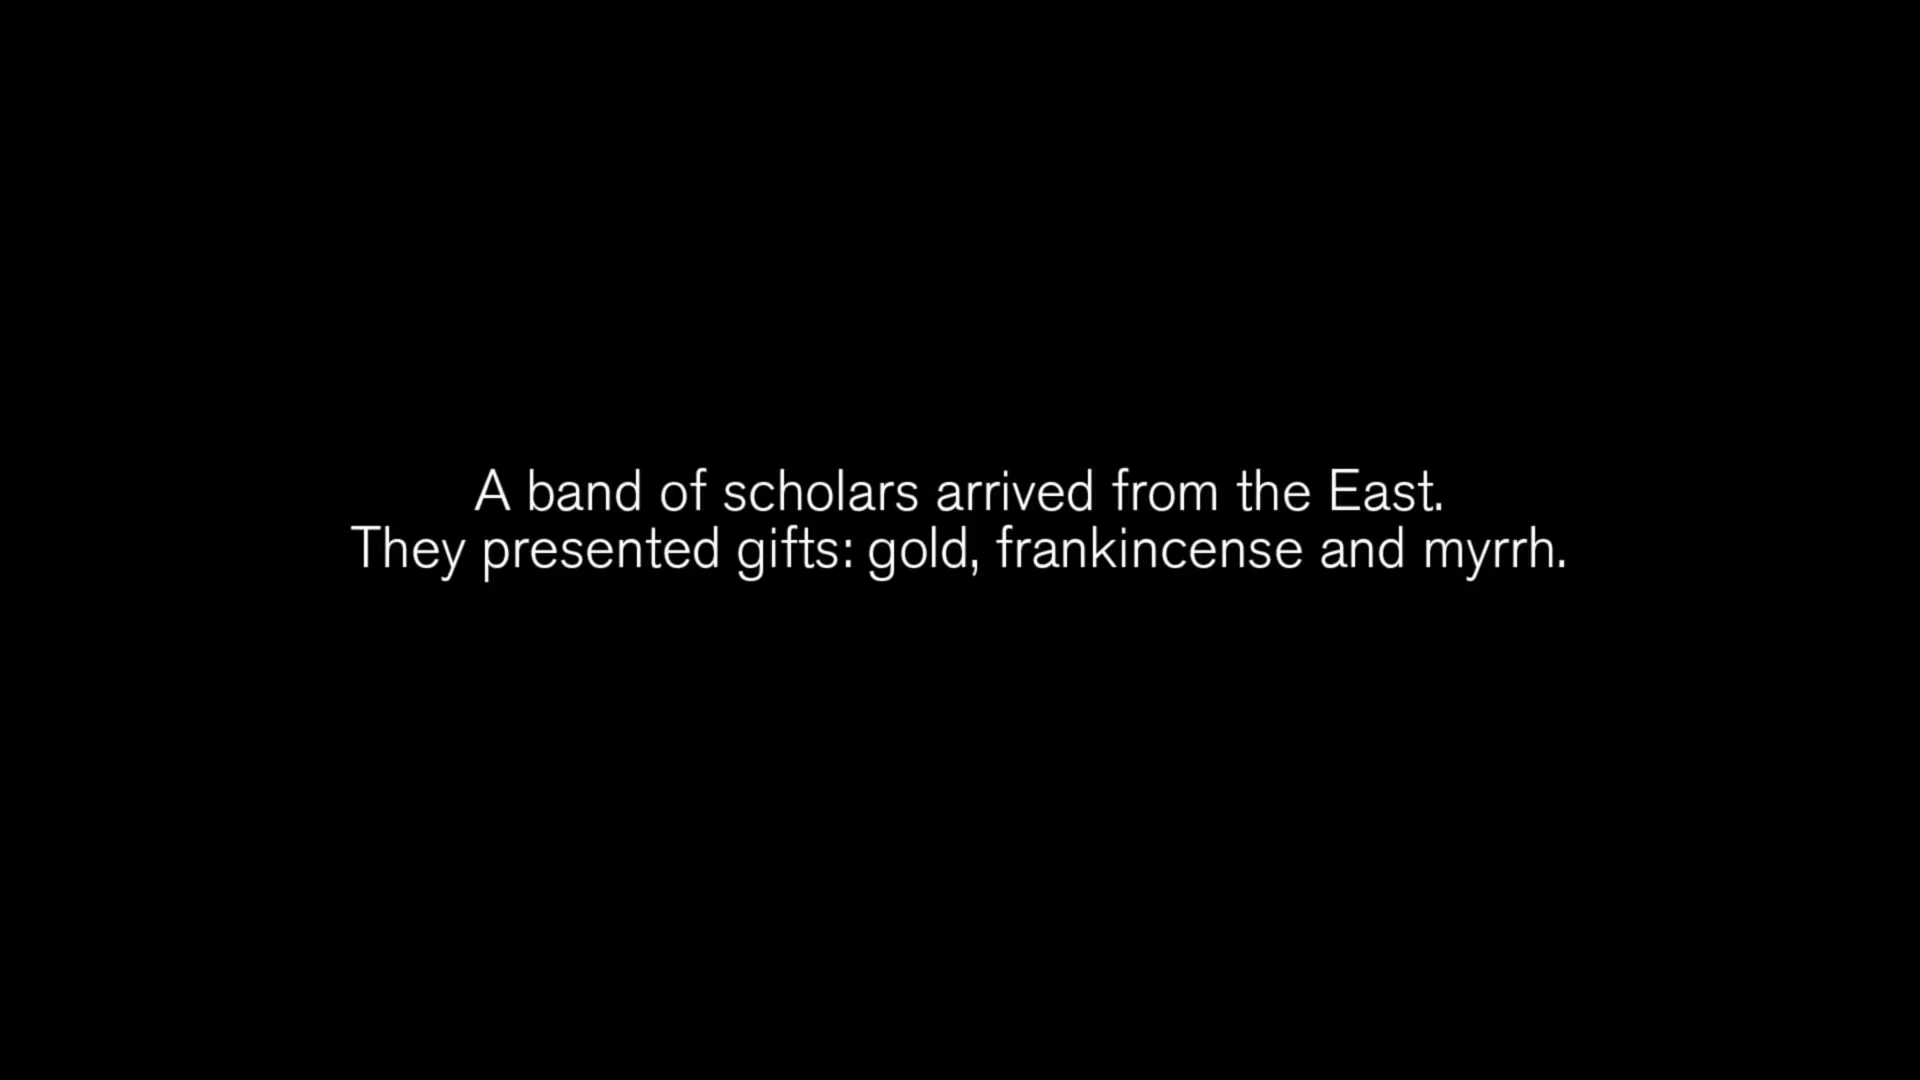 A band of scholars arrived from the East.
They presented gifts: gold, frankincense and myrrh.